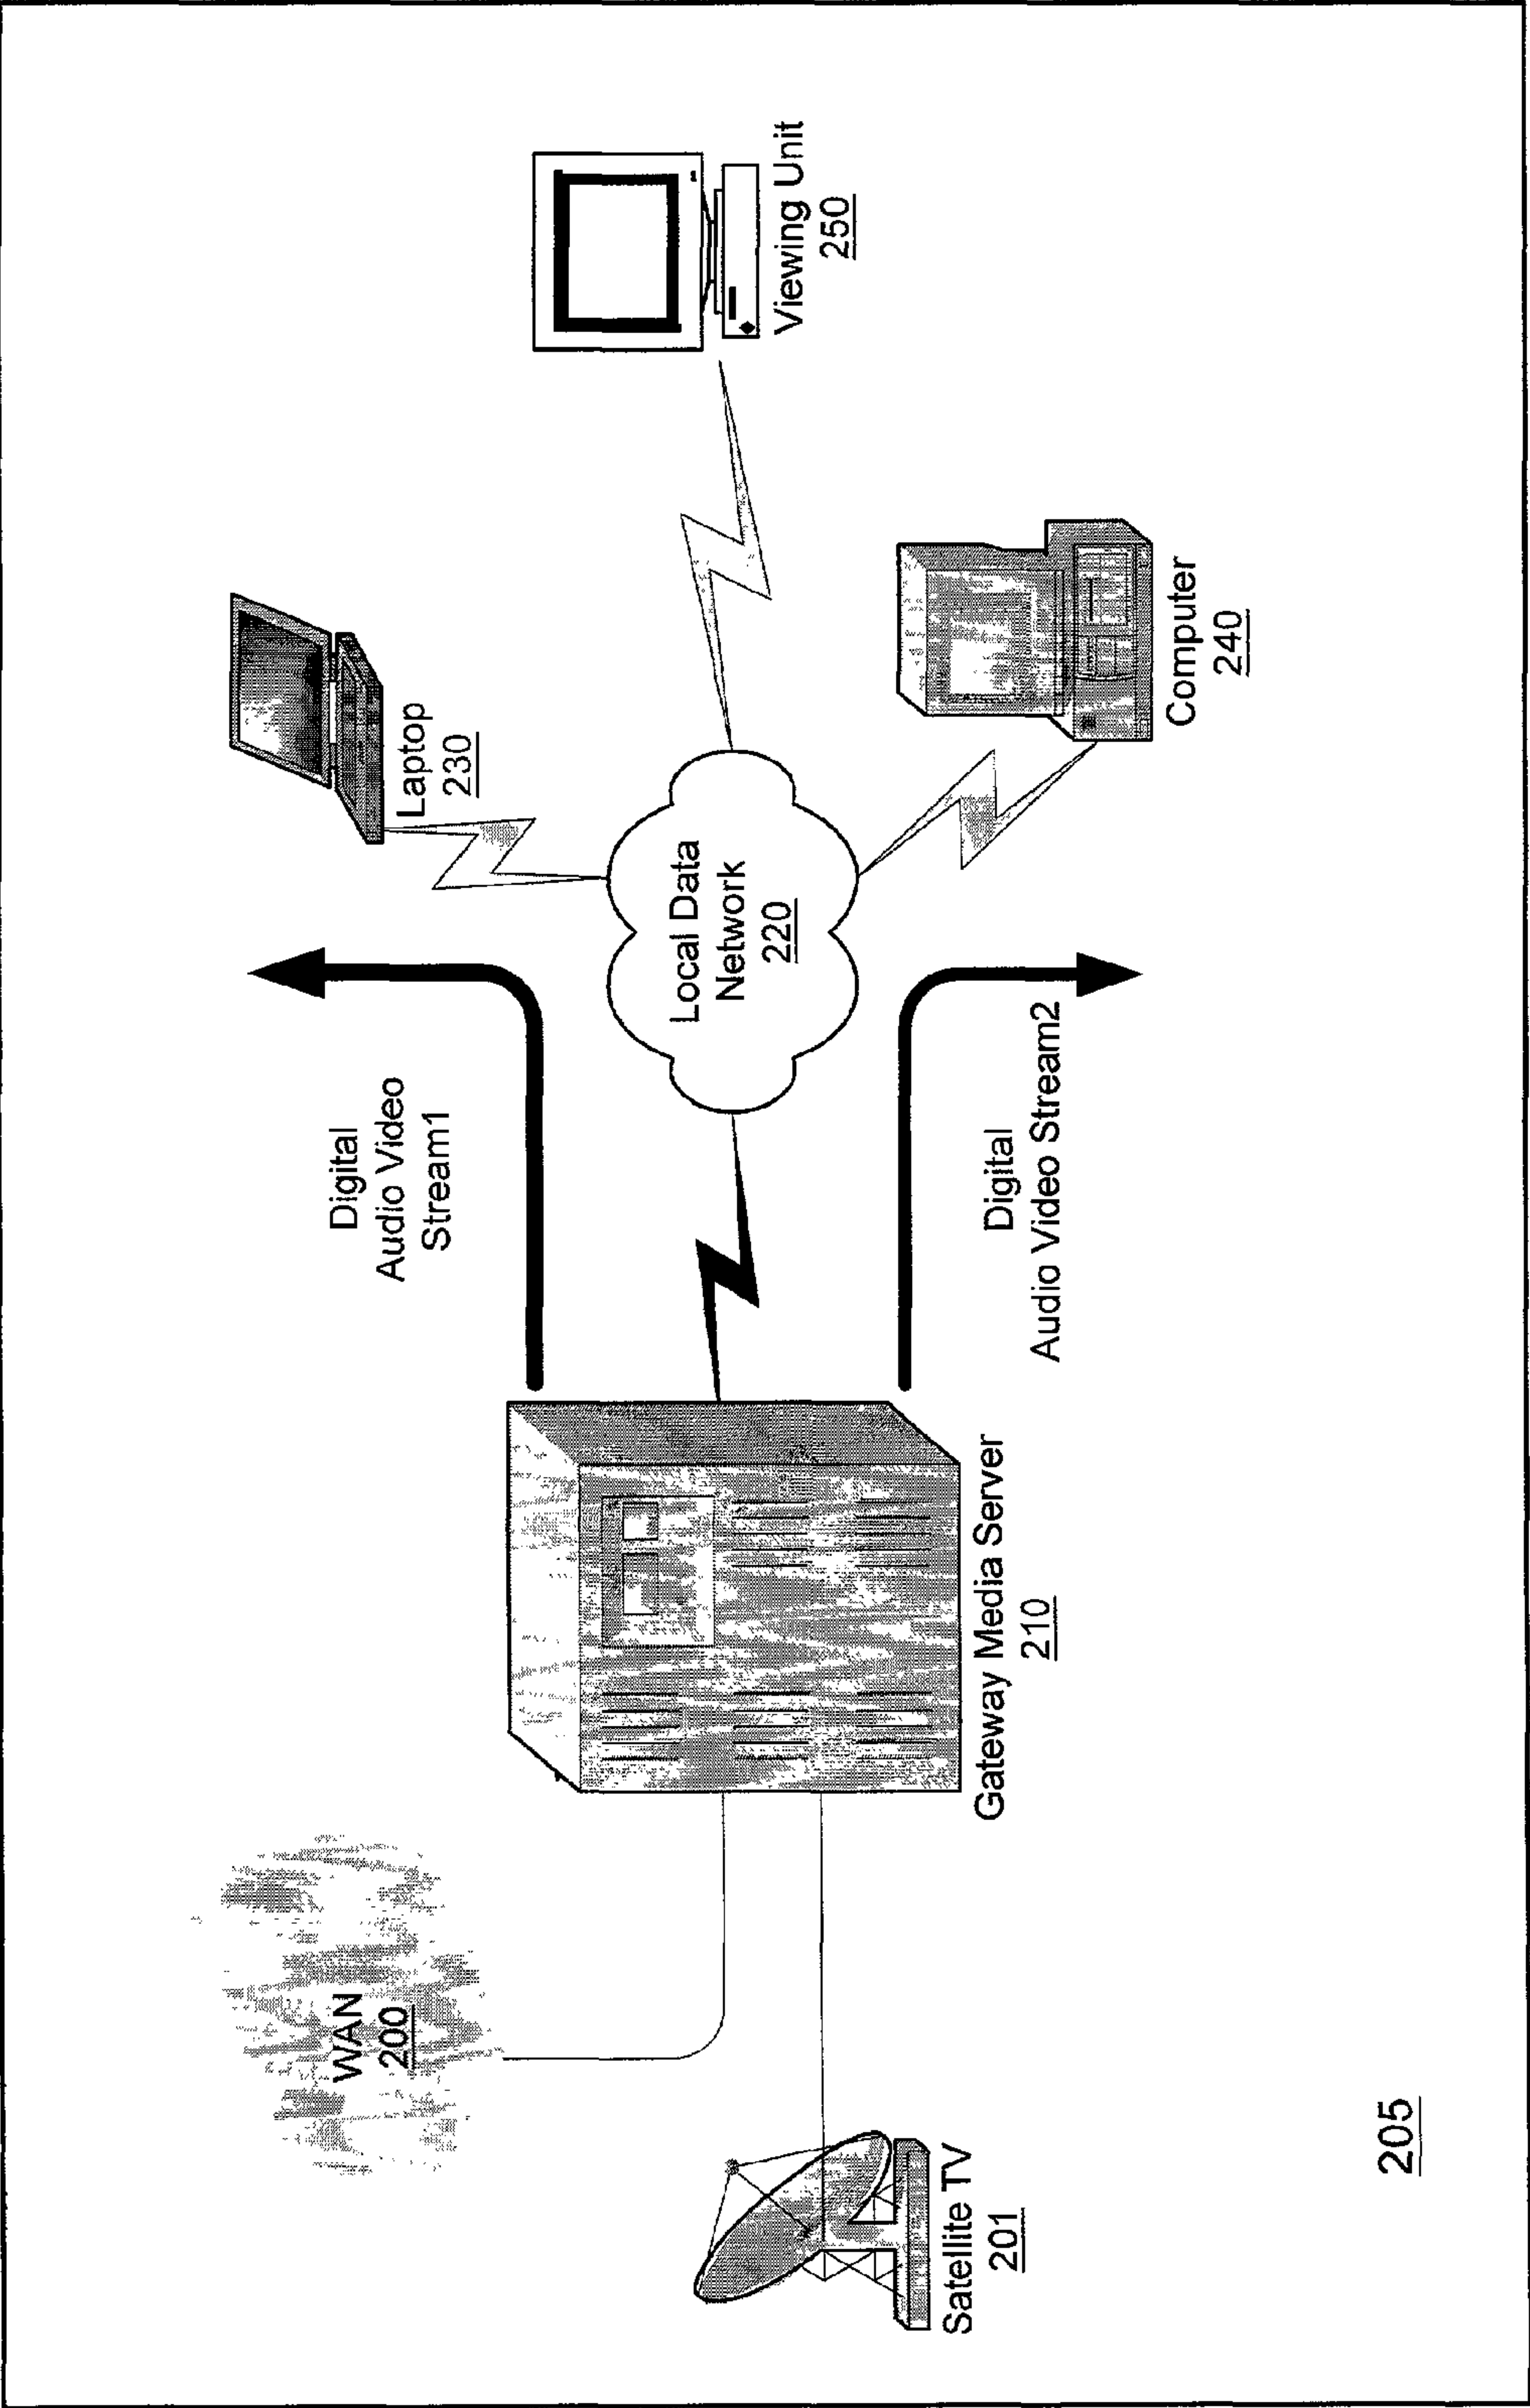 WAN
200
Satellite TV
201
Gateway Media Server
210
Digital
Audio Video
Stream1
Digital
Audio Video Stream2
Local Data
Network
220
Laptop
230
Computer
240
Viewing Unit
250
205